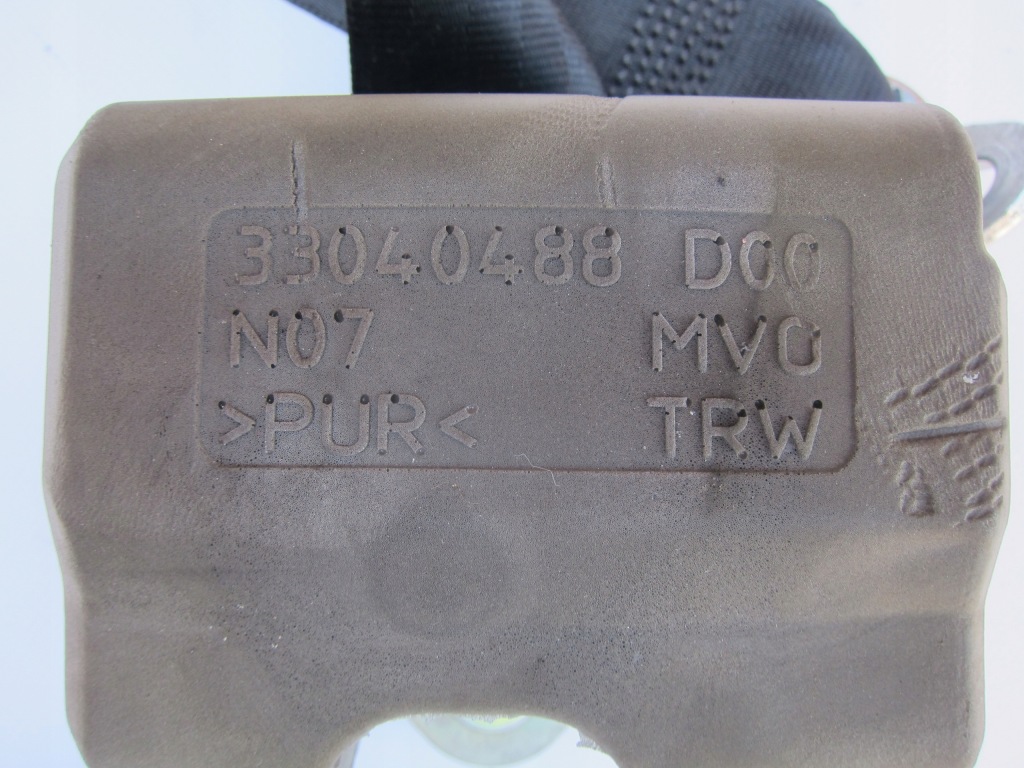 33040488 D00
N07 MVO
>PUR< TRW